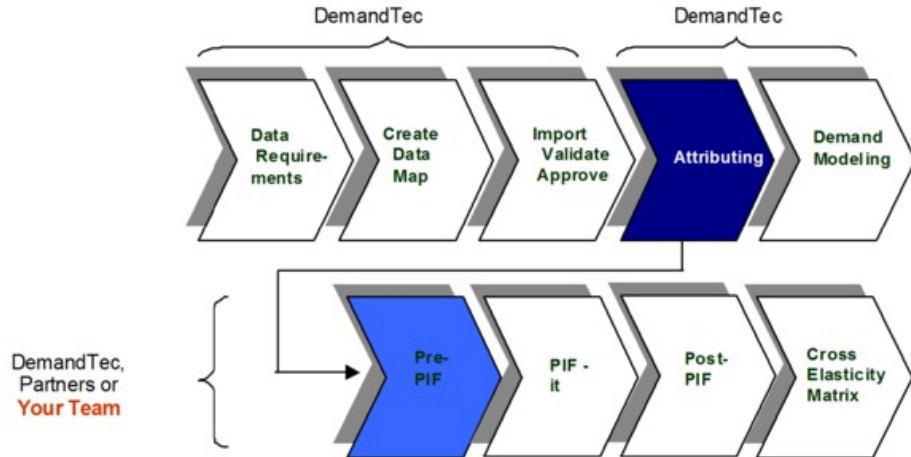 DemandTec
DemandTec
Data
Require-
ments
Create
Data
Map
Import
Validate
Approve
Attributing
Demand
Modeling
DemandTec,
Partners or
Your Team
Pre-
PIF
PIF -
it
Post-
PIF
Cross
Elasticity
Matrix